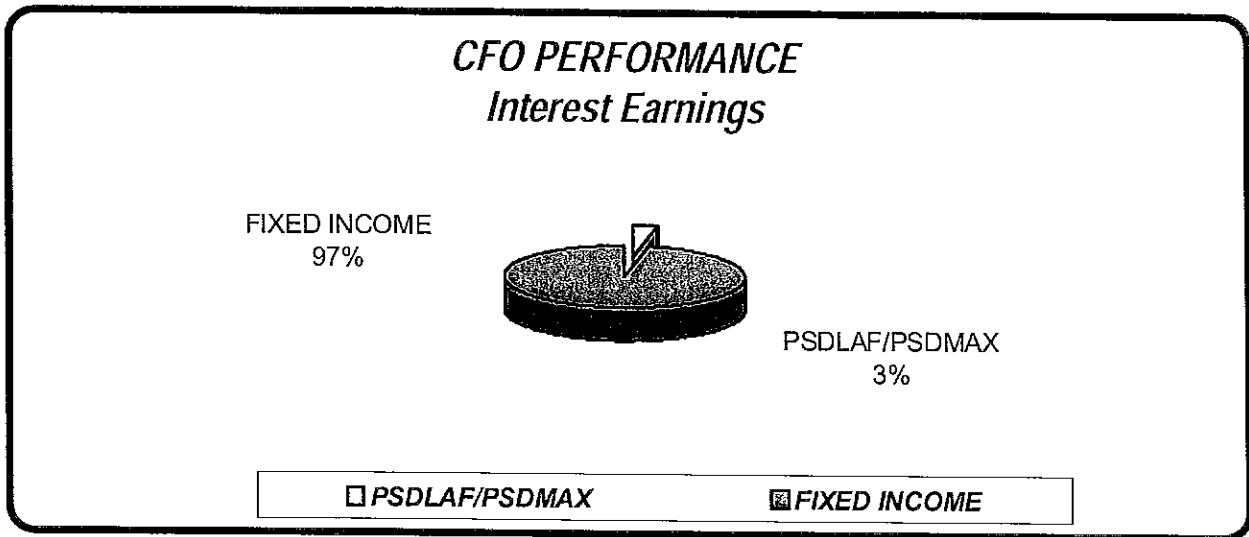 CFO PERFORMANCE
Interest Earnings
FIXED INCOME
97%
PSDLAF/PSDMAX
3%
PSDLAF/PSDMAX FIXED INCOME